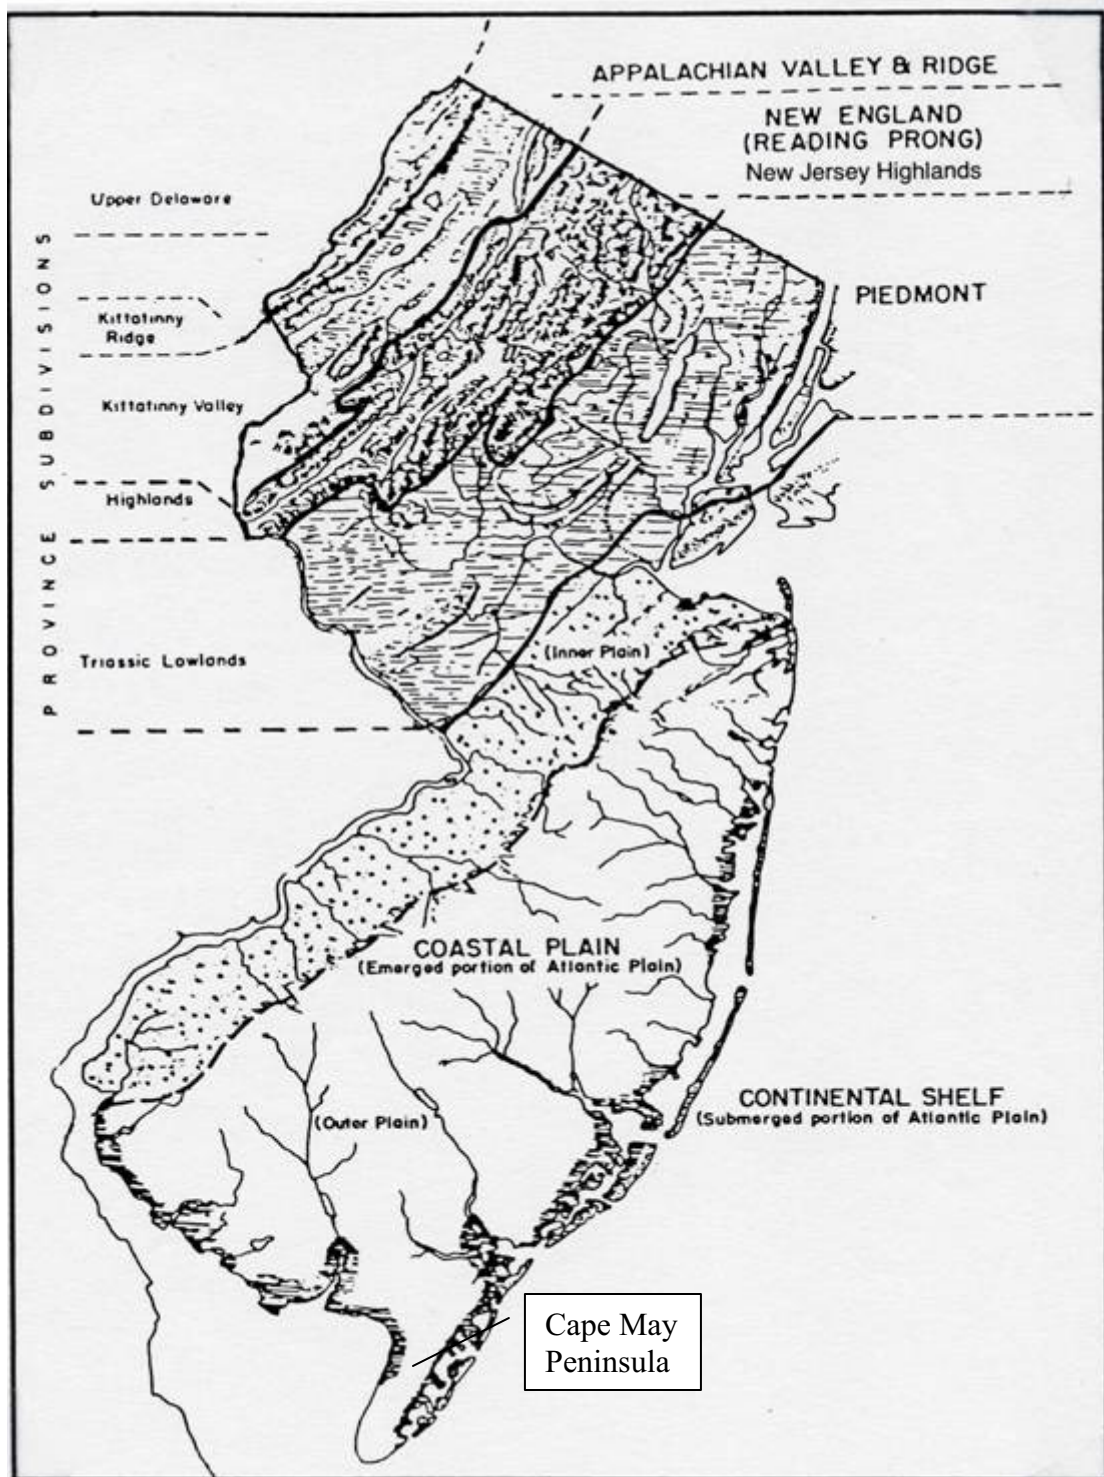 APPALACHIAN VALLEY & RIDGE
NEW ENGLAND
(READING PRONG)
New Jersey Highlands
Upper Delaware
PROVINCE SUBDIVISIONS
Kittatinny
Ridge
PIEDMONT
Kittatinny Valley
Highlands
(Inner Plain)
Triassic Lowlands
COASTAL PLAIN
(Emerged portion of Atlantic Plain)
CONTINENTAL SHELF
(Submerged portion of Atlantic Plain)
(Outer Plain)
Cape May
Peninsula